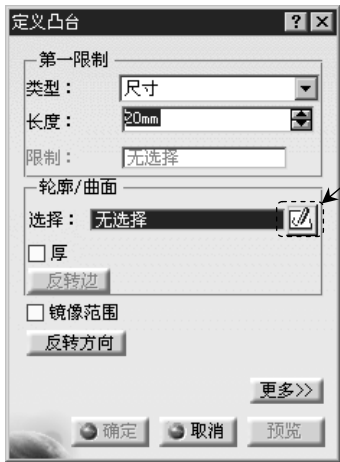 定义凸台
第一限制
类型： 尺寸
长度： 20mm
限制： 无选择
轮廓/曲面
选择： 无选择
厚
反转边
镜像范围
反转方向
更多>>
确定 取消 预览